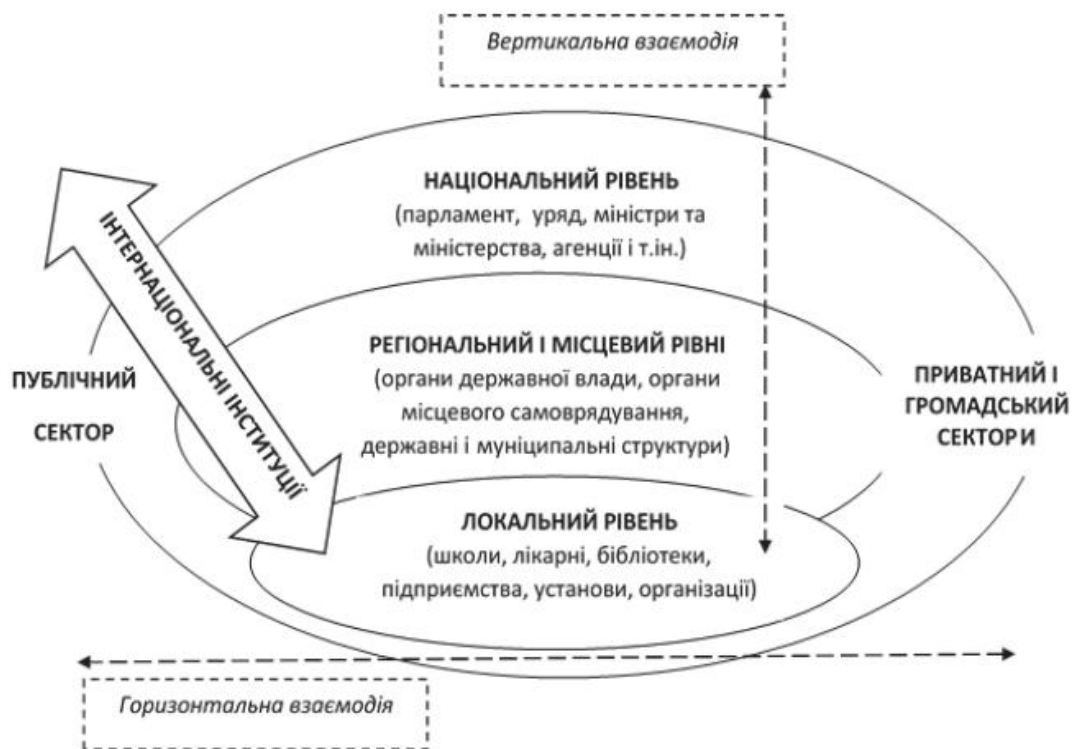 Вертикальна взаємодія
НАЦІОНАЛЬНИЙ РІВЕНЬ
(парламент, уряд, міністри та
міністерства, агенції і т.ін.)
ІНТЕРНАЦІОНАЛЬНІ ІНСТИТУЦІЇ
ПУБЛІЧНИЙ
СЕКТОР
РЕГІОНАЛЬНИЙ І МІСЦЕВИЙ РІВНІ
(органи державної влади, органи
місцевого самоврядування,
державні і муніципальні структури)
ПРИВАТНИЙ І
ГРОМАДСЬКИЙ
СЕКТОРИ
ЛОКАЛЬНИЙ РІВЕНЬ
(школи, лікарні, бібліотеки,
підприємства, установи, організації)
Горизонтальна взаємодія